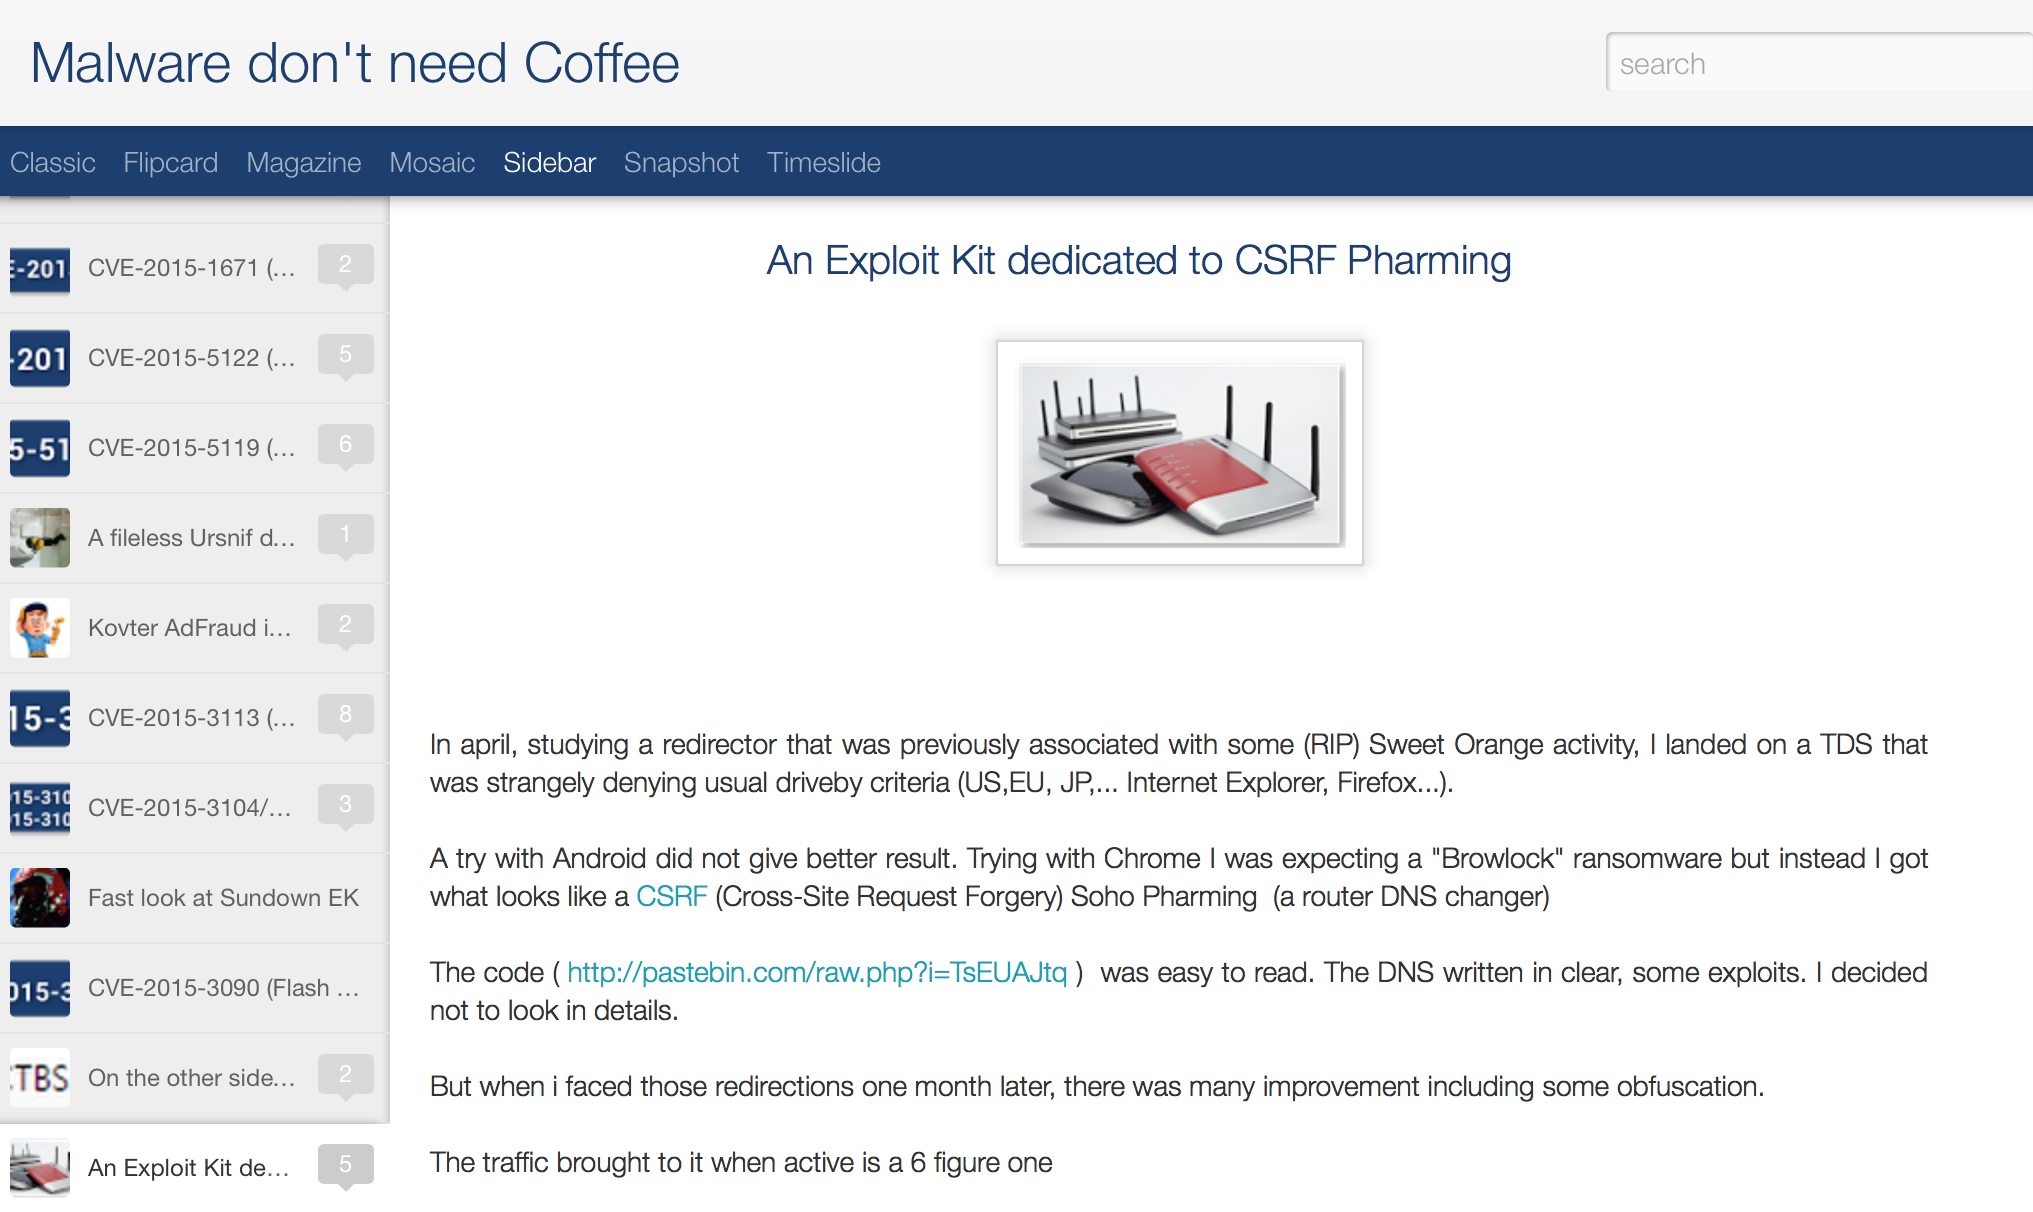 Malware don't need Coffee
search
Classic Flipcard Magazine Mosaic Sidebar Snapshot Timeslide
E-201 CVE-2015-1671 (... 2
-201 CVE-2015-5122 (... 5
5-51 CVE-2015-5119 (... 6
A fileless Ursnif d... 1
Kovter AdFraud i... 2
15-3 CVE-2015-3113 (... 8
015-310
015-310
CVE-2015-3104/... 3
Fast look at Sundown EK
015-3 CVE-2015-3090 (Flash ...
CTBS On the other side... 2
An Exploit Kit de... 5
An Exploit Kit dedicated to CSRF Pharming
In april, studying a redirector that was previously associated with some (RIP) Sweet Orange activity, I landed on a TDS that
was strangely denying usual driveby criteria (US,EU, JP,... Internet Explorer, Firefox...).
A try with Android did not give better result. Trying with Chrome I was expecting a "Browlock" ransomware but instead I got
what looks like a CSRF (Cross-Site Request Forgery) Soho Pharming (a router DNS changer)
The code ( http://pastebin.com/raw.php?i=TsEUAJtq ) was easy to read. The DNS written in clear, some exploits. I decided
not to look in details.
But when i faced those redirections one month later, there was many improvement including some obfuscation.
The traffic brought to it when active is a 6 figure one